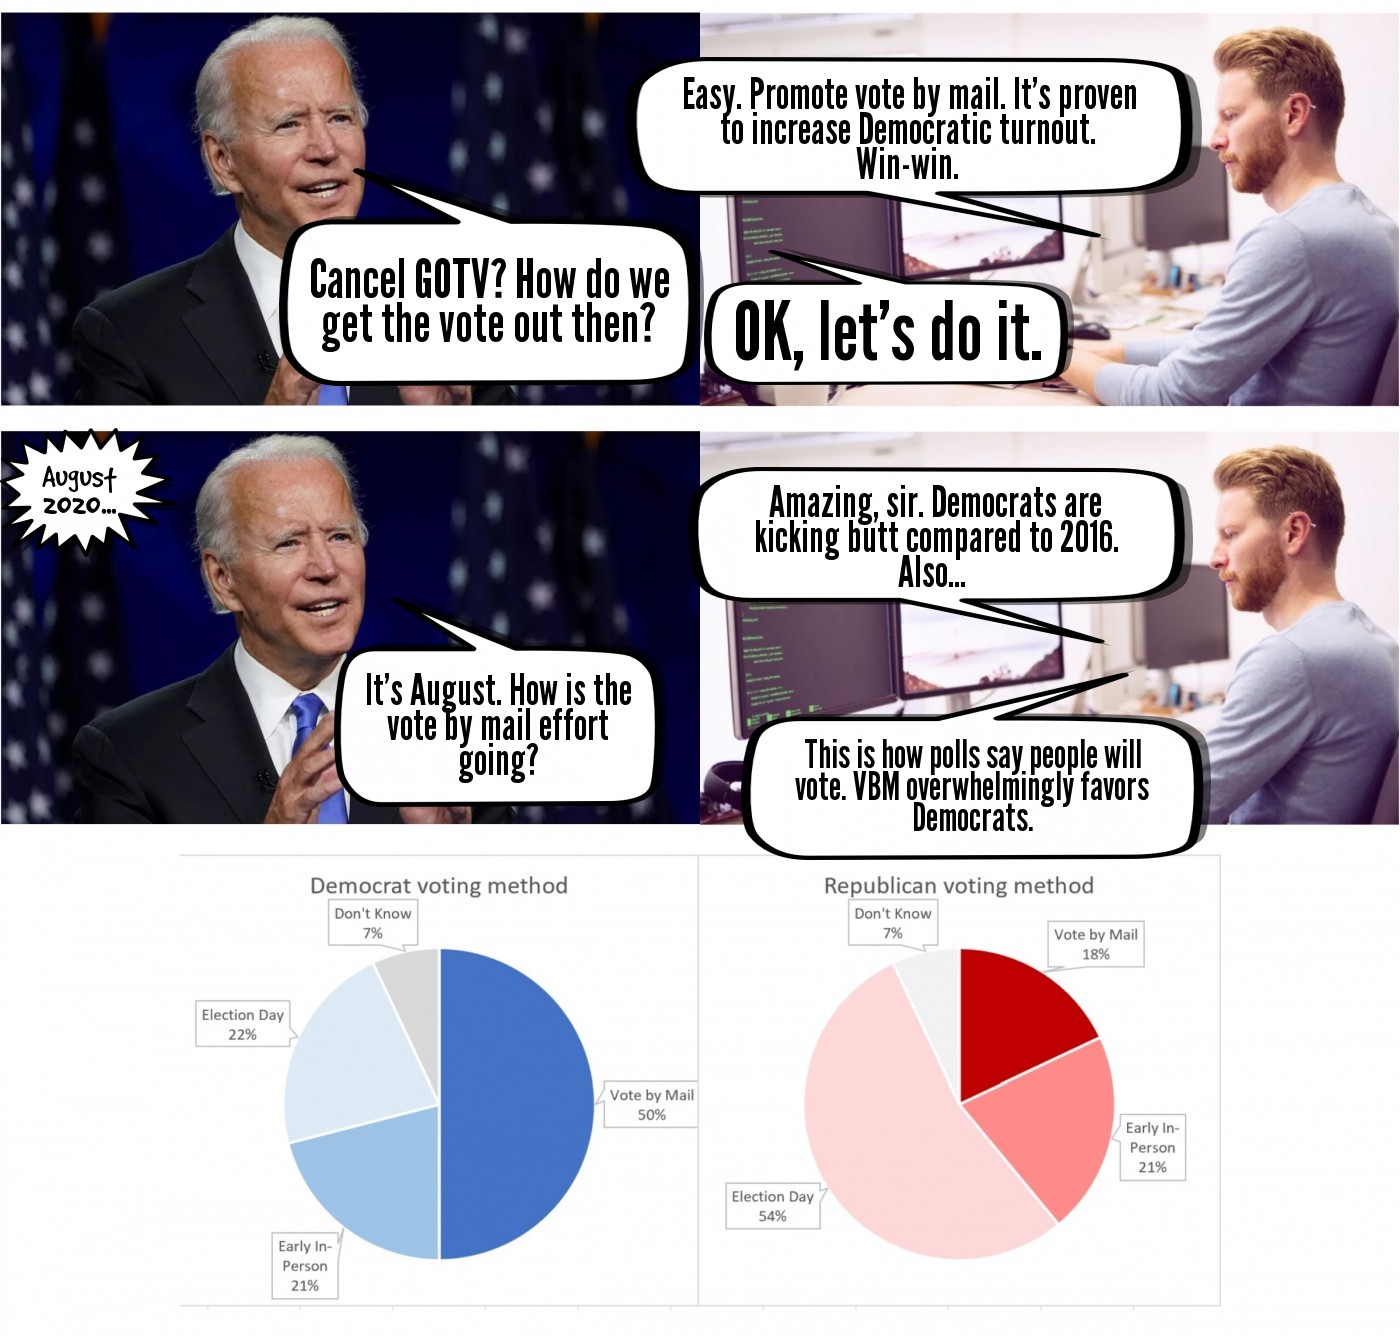 Easy. Promote vote by mail. It's proven
to increase Democratic turnout.
Win-win.
Cancel GOTV? How do we
get the vote out then?
OK, let's do it.
August
2020...
Amazing, sir. Democrats are
kicking butt compared to 2016.
Also...
It's August. How is the
vote by mail effort
going?
This is how polls say people will
vote. VBM overwhelmingly favors
Democrats.
Democrat voting method
Don't Know
7%
Election Day
22%
Vote by Mail
50%
Early In-
Person
21%
Republican voting method
Don't Know
7%
Vote by Mail
18%
Early In-
Person
21%
Election Day
54%